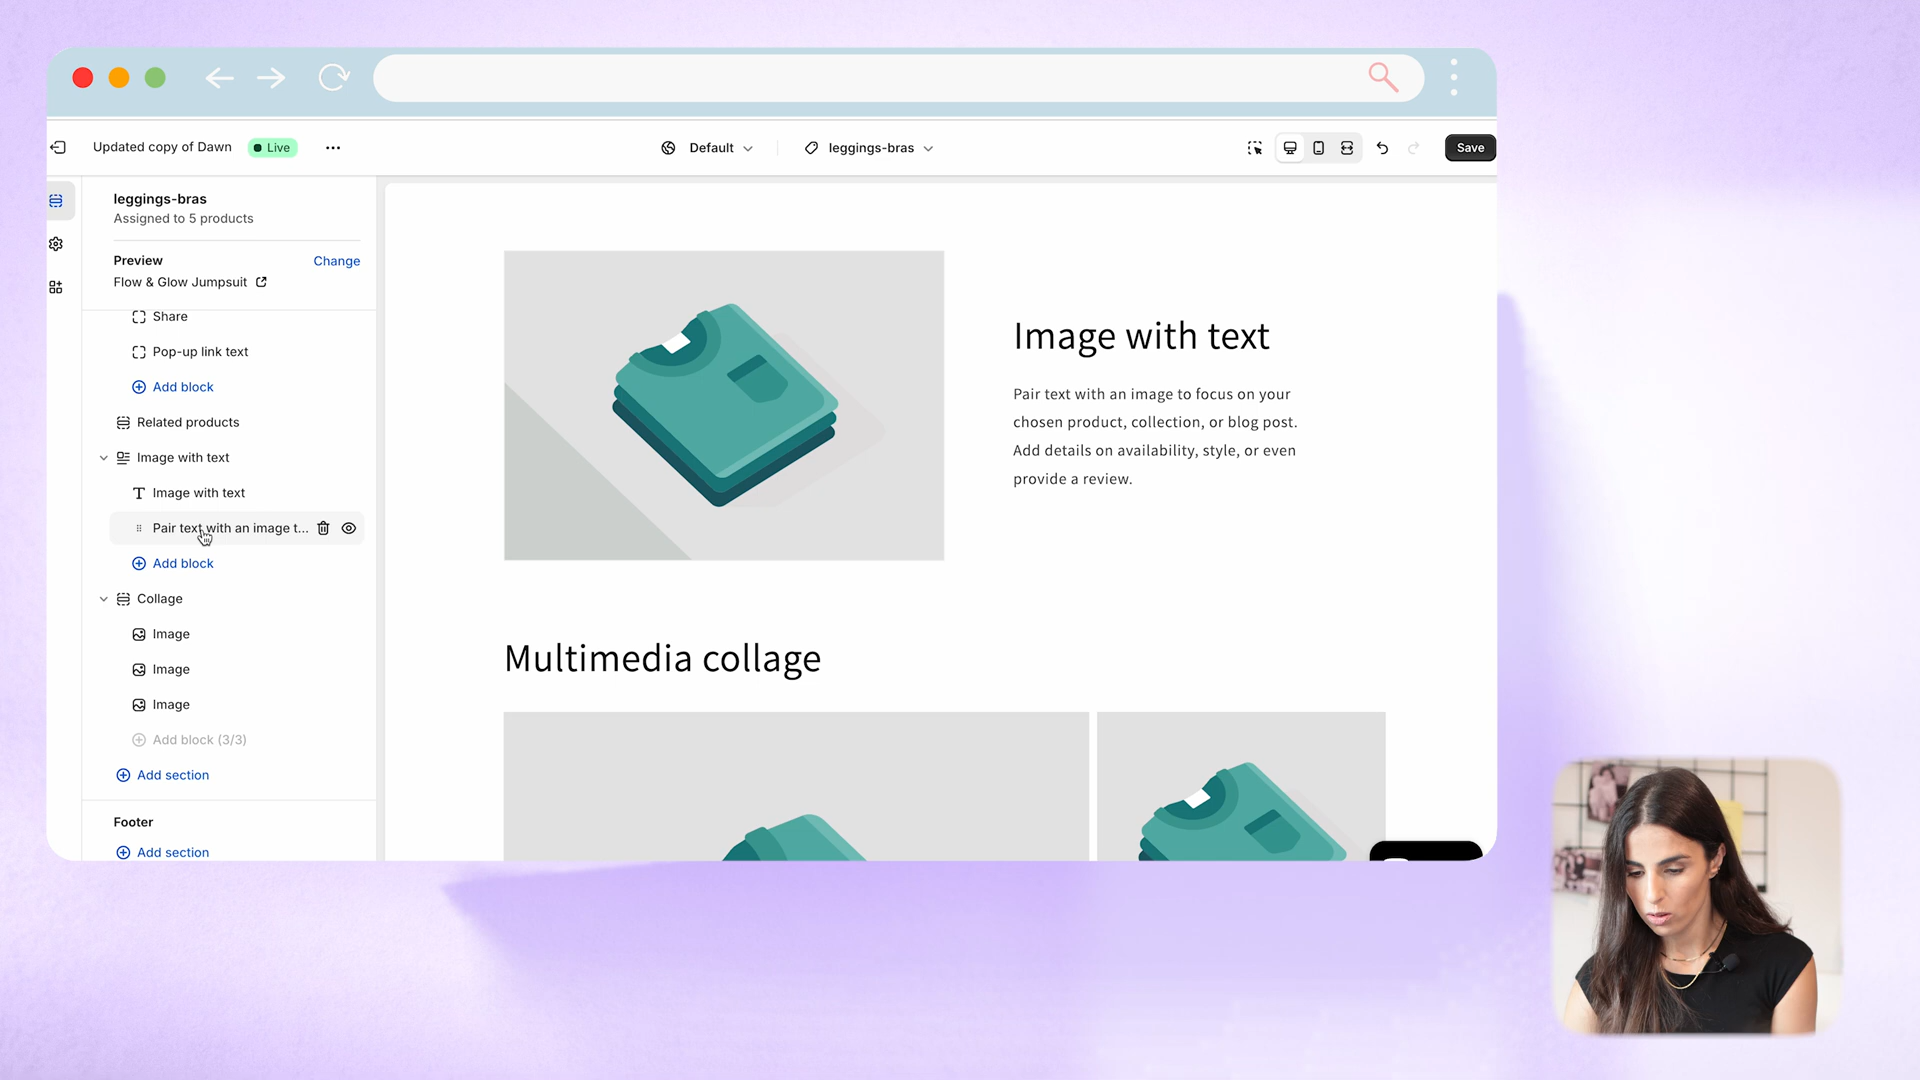 Updated copy of Dawn
Live
Default
leggings-bras
Save
leggings-bras
Assigned to 5 products
Preview
Change
Flow & Glow Jumpsuit
Share
Pop-up link text
Add block
Related products
Image with text
Image with text
Pair text with an image t...
Add block
Collage
Image
Image
Image
Add block (3/3)
Add section
Footer
Add section
Image with text
Pair text with an image to focus on your
chosen product, collection, or blog post.
Add details on availability, style, or even
provide a review.
Multimedia collage